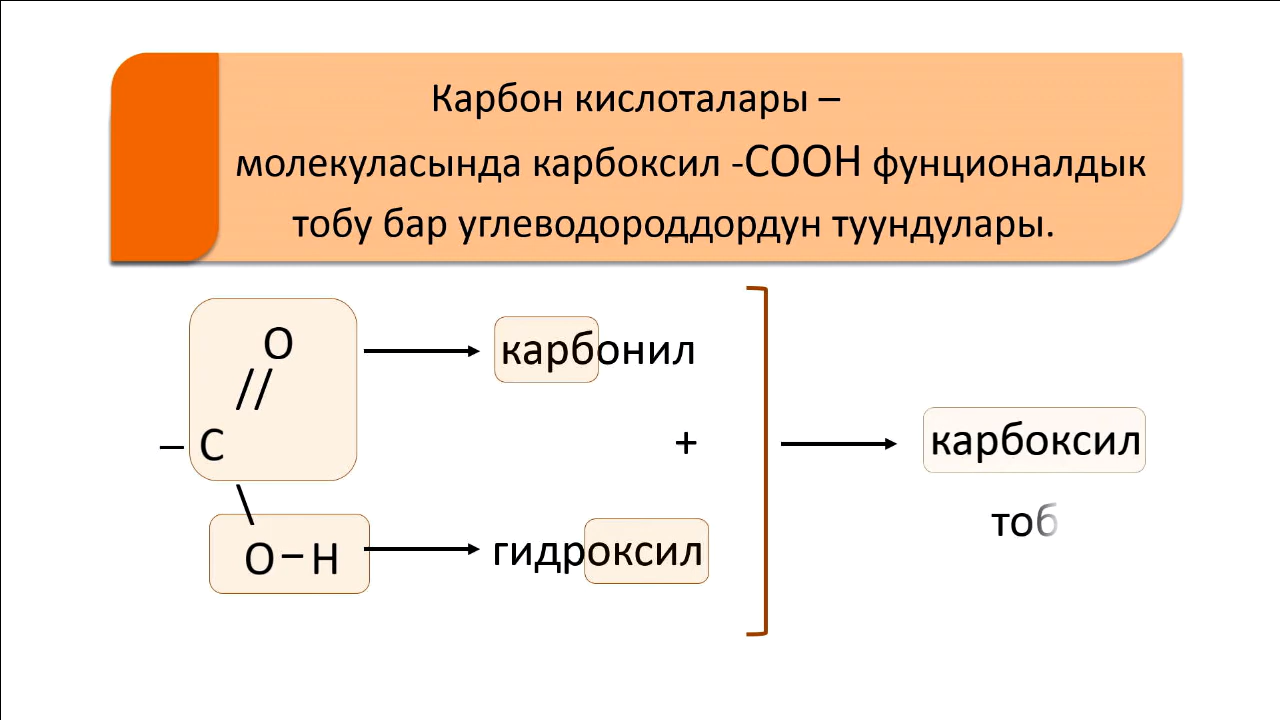 Карбон кислоталары –
молекуласында карбоксил -СООН фунционалдык
тобу бар углеводороддордун туундулары.
O
//
– C
\
O – H
карбонил
+
гидроксил
карбоксил
тоб